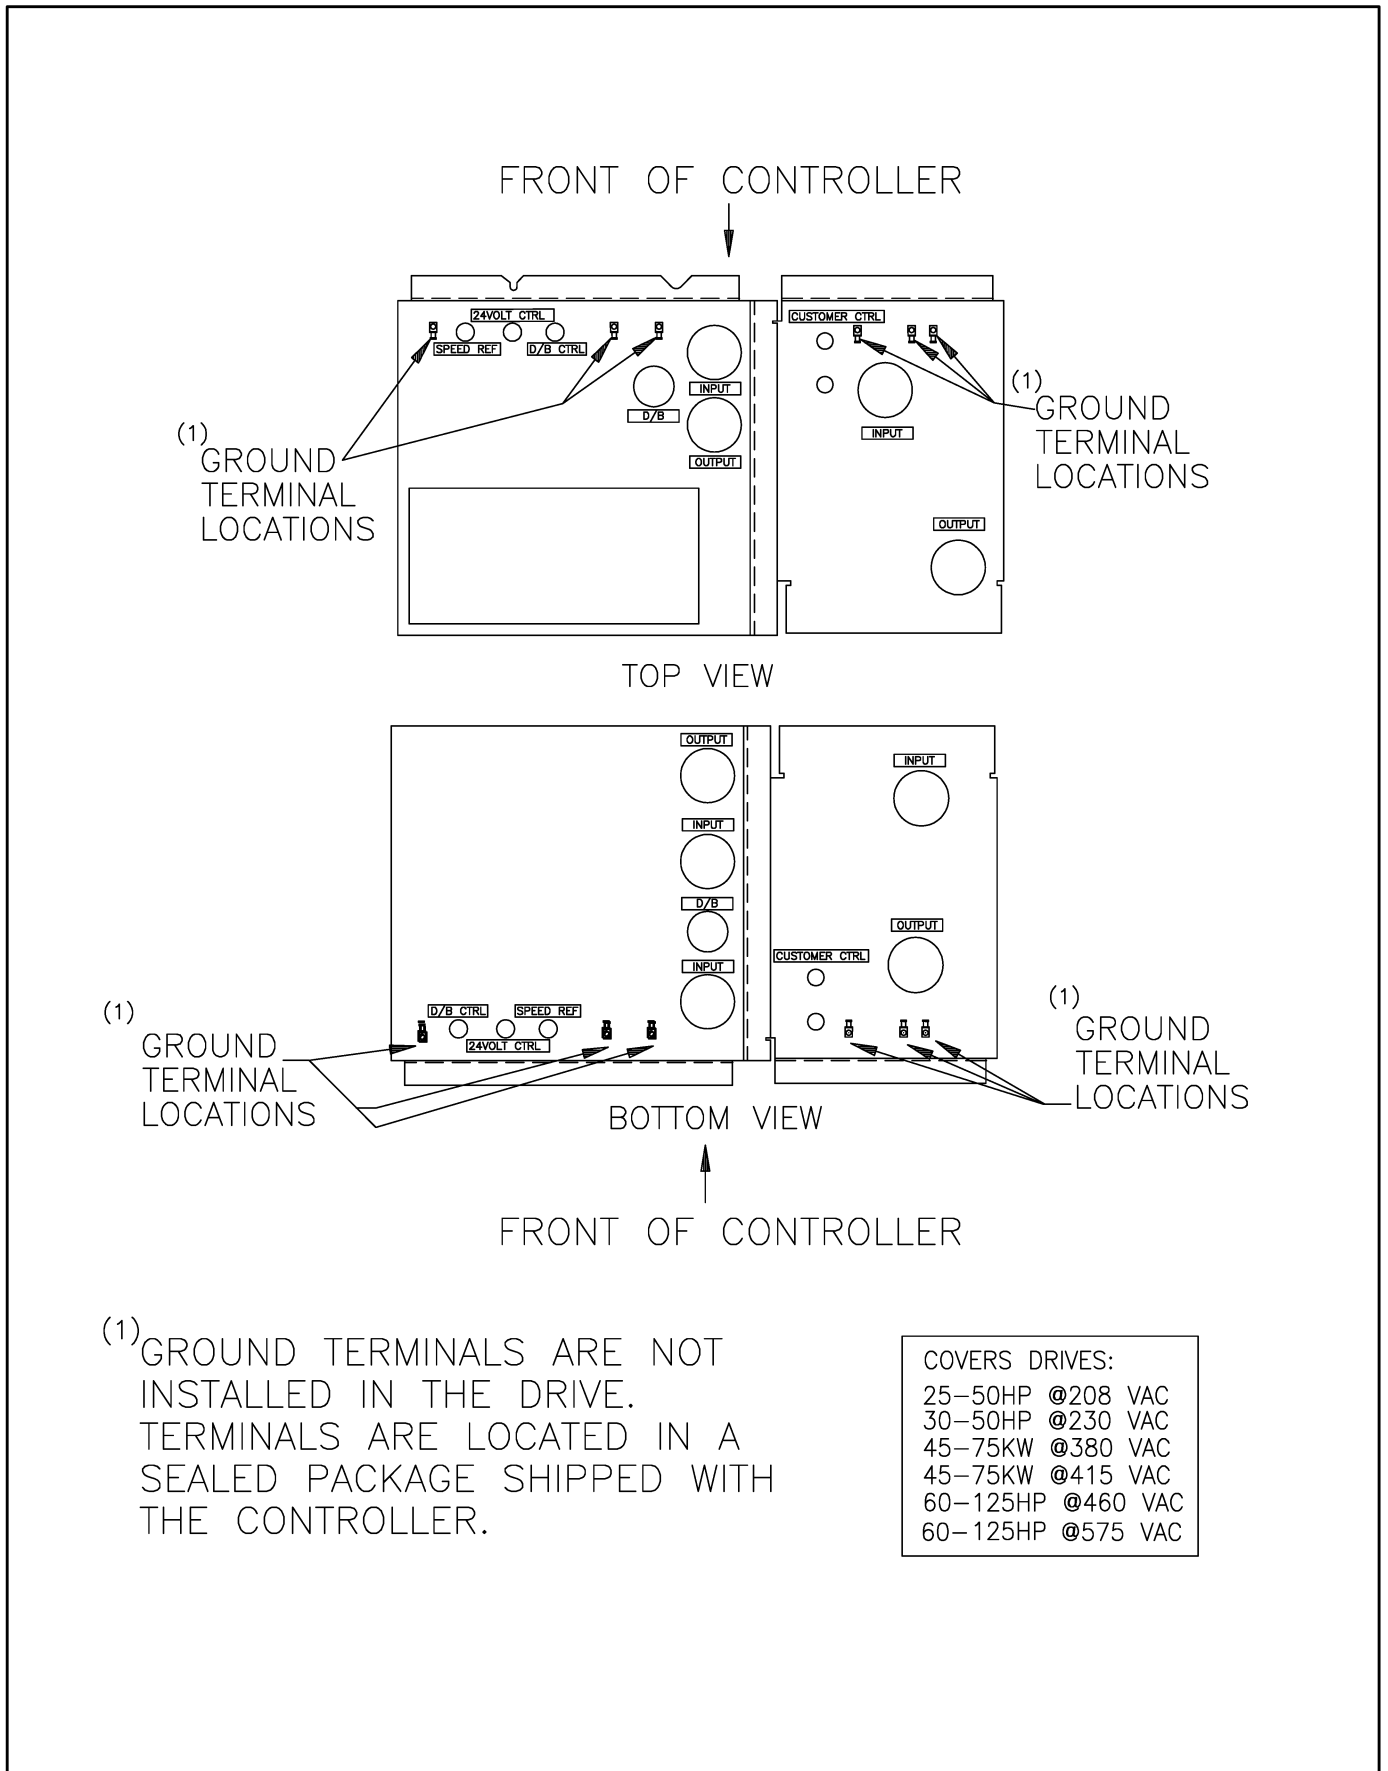 FRONT OF CONTROLLER
24VOLT CTRL
SPEED REF
D/B CTRL
INPUT
D/B
OUTPUT
CUSTOMER CTRL
INPUT
OUTPUT
(1)
GROUND
TERMINAL
LOCATIONS
(1)
GROUND
TERMINAL
LOCATIONS
TOP VIEW
OUTPUT
INPUT
D/B
INPUT
D/B CTRL
SPEED REF
24VOLT CTRL
INPUT
OUTPUT
CUSTOMER CTRL
(1)
GROUND
TERMINAL
LOCATIONS
(1)
GROUND
TERMINAL
LOCATIONS
BOTTOM VIEW
FRONT OF CONTROLLER
(1)
GROUND TERMINALS ARE NOT
INSTALLED IN THE DRIVE.
TERMINALS ARE LOCATED IN A
SEALED PACKAGE SHIPPED WITH
THE CONTROLLER.
COVERS DRIVES:
25-50HP @208 VAC
30-50HP @230 VAC
45-75KW @380 VAC
45-75KW @415 VAC
60-125HP @460 VAC
60-125HP @575 VAC